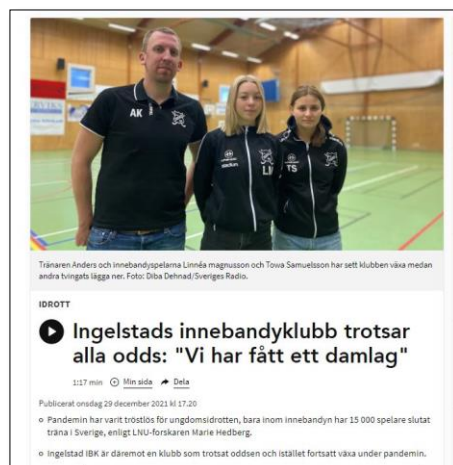 AK
LM
TS
stadium
Tränaren Anders och innebandyspelarna Linnéa magnusson och Towa Samuelsson har sett klubben växa medan
andra tvingats lägga ner. Foto: Diba Dehnad/Sveriges Radio.
IDROTT
Ingelstads innebandyklubb trotsar
alla odds: "Vi har fått ett damlag"
1:17 min Min sida Dela
Publicerat onsdag 29 december 2021 kl 17.20
Pandemin har varit tröstlös för ungdomsidrotten, bara inom innebandyn har 15 000 spelare slutat
träna i Sverige, enligt LNU-forskaren Marie Hedberg.
Ingelstad IBK är däremot en klubb som trotsat oddsen och istället fortsatt växa under pandemin.